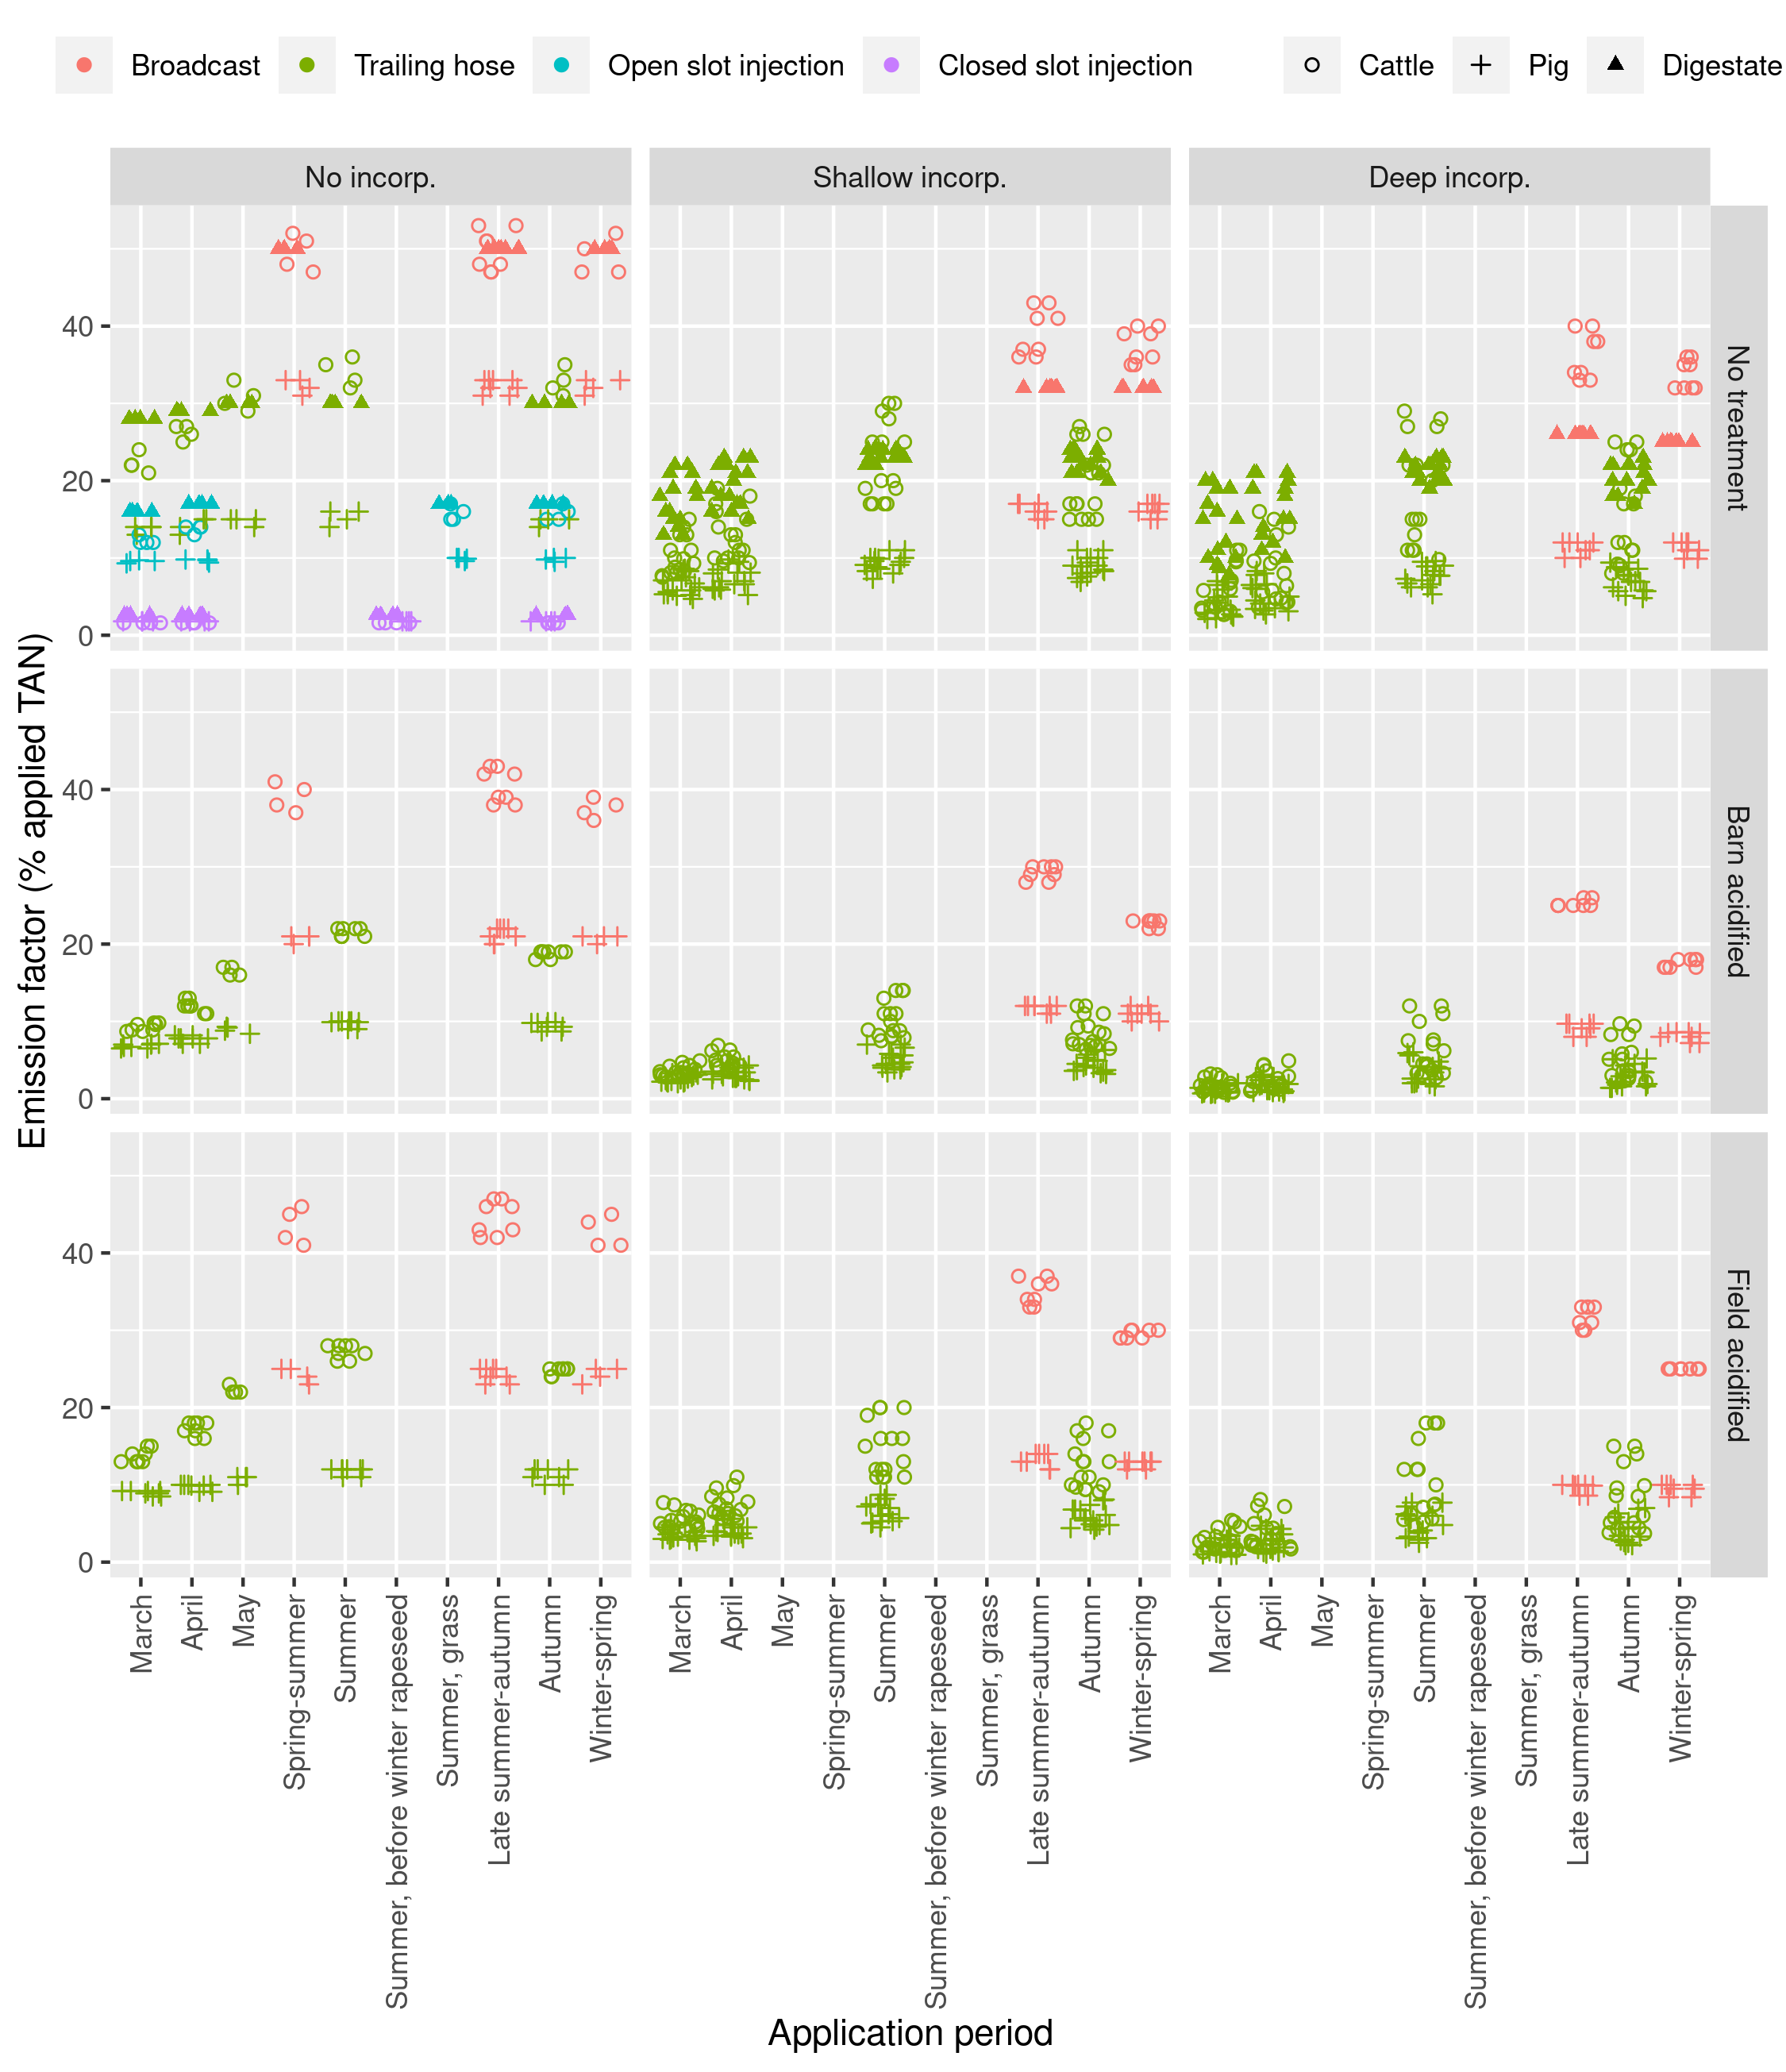 Broadcast Trailing hose Open slot injection Closed slot injection Cattle Pig Digestate
No incorp. Shallow incorp. Deep incorp.
Emission factor (% applied TAN)
40
20
0
No treatment
40
20
0
Barn acidified
40
20
0
Field acidified
March April May Spring-summer Summer Summer, before winter rapeseed Summer, grass Late summer-autumn Autumn Winter-spring
March April May Spring-summer Summer Summer, before winter rapeseed Summer, grass Late summer-autumn Autumn Winter-spring
March April May Spring-summer Summer Summer, before winter rapeseed Summer, grass Late summer-autumn Autumn Winter-spring
Application period